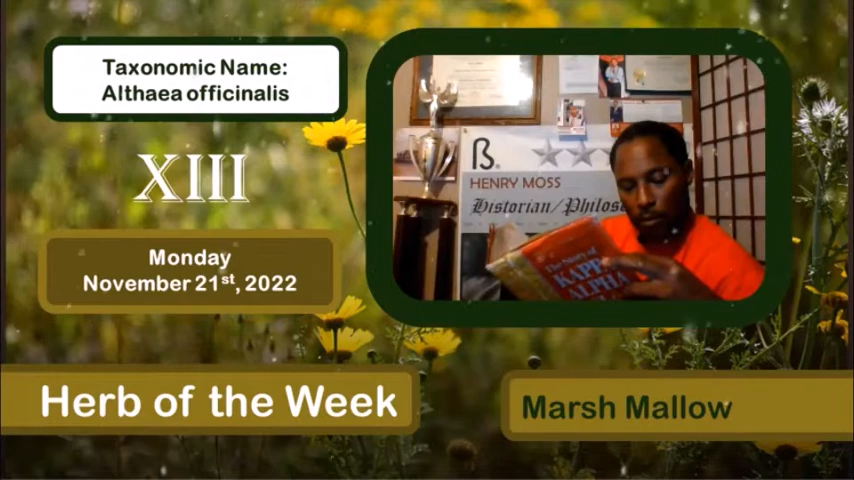 Taxonomic Name:
Althaea officinalis
XIII
Monday
November 21st, 2022
ß.
HENRY MOSS
Historian/Philos
The Story of
KAPPA
ALPHA
Herb of the Week
Marsh Mallow